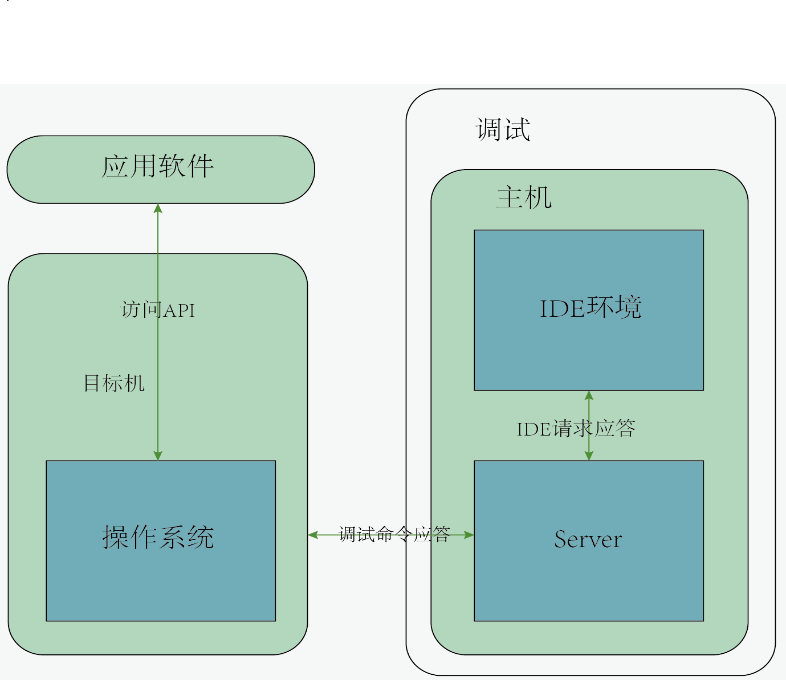 应用软件
访问API
目标机
操作系统
调试命令应答
调试
主机
IDE环境
IDE请求应答
Server